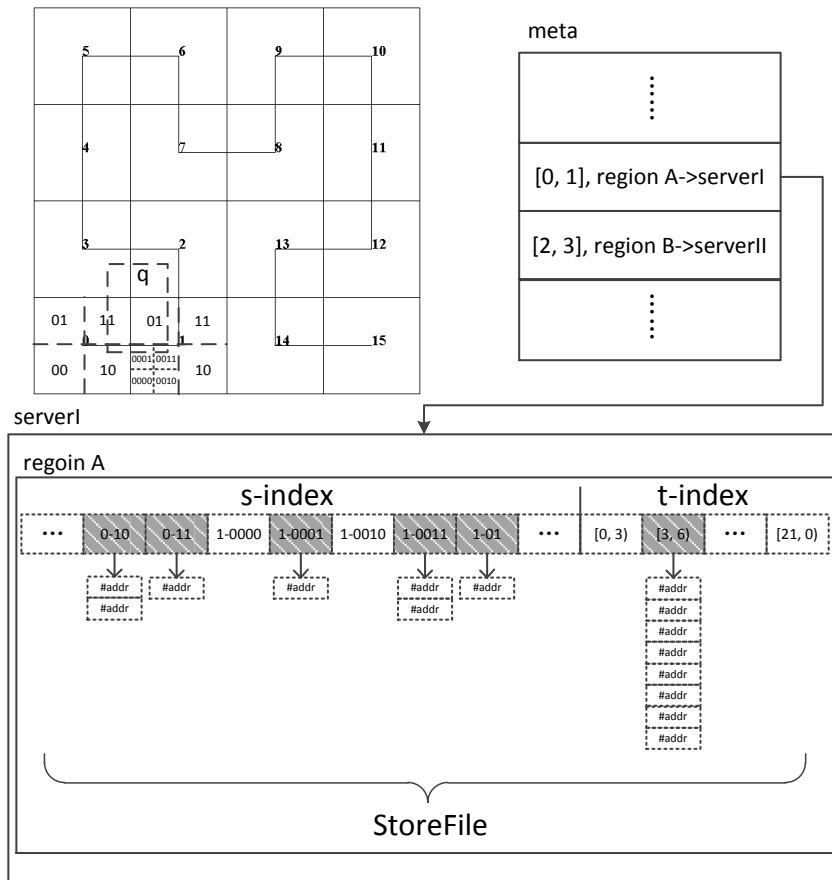 5 6 9 10
4 7 8 11
3 2 13 12
q
01 11 01 11
0 1 14 15
00 10 0001 0011 10
0000 0010
meta
[0, 1], region A->serverI
[2, 3], region B->serverII
serverI
regoin A
s-index t-index
... 0-10 0-11 1-0000 1-0001 1-0010 1-0011 1-01 ... [0, 3) [3, 6) ... [21, 0)
#addr #addr #addr #addr #addr #addr
#addr #addr #addr
#addr
#addr
#addr
#addr
#addr
#addr
StoreFile